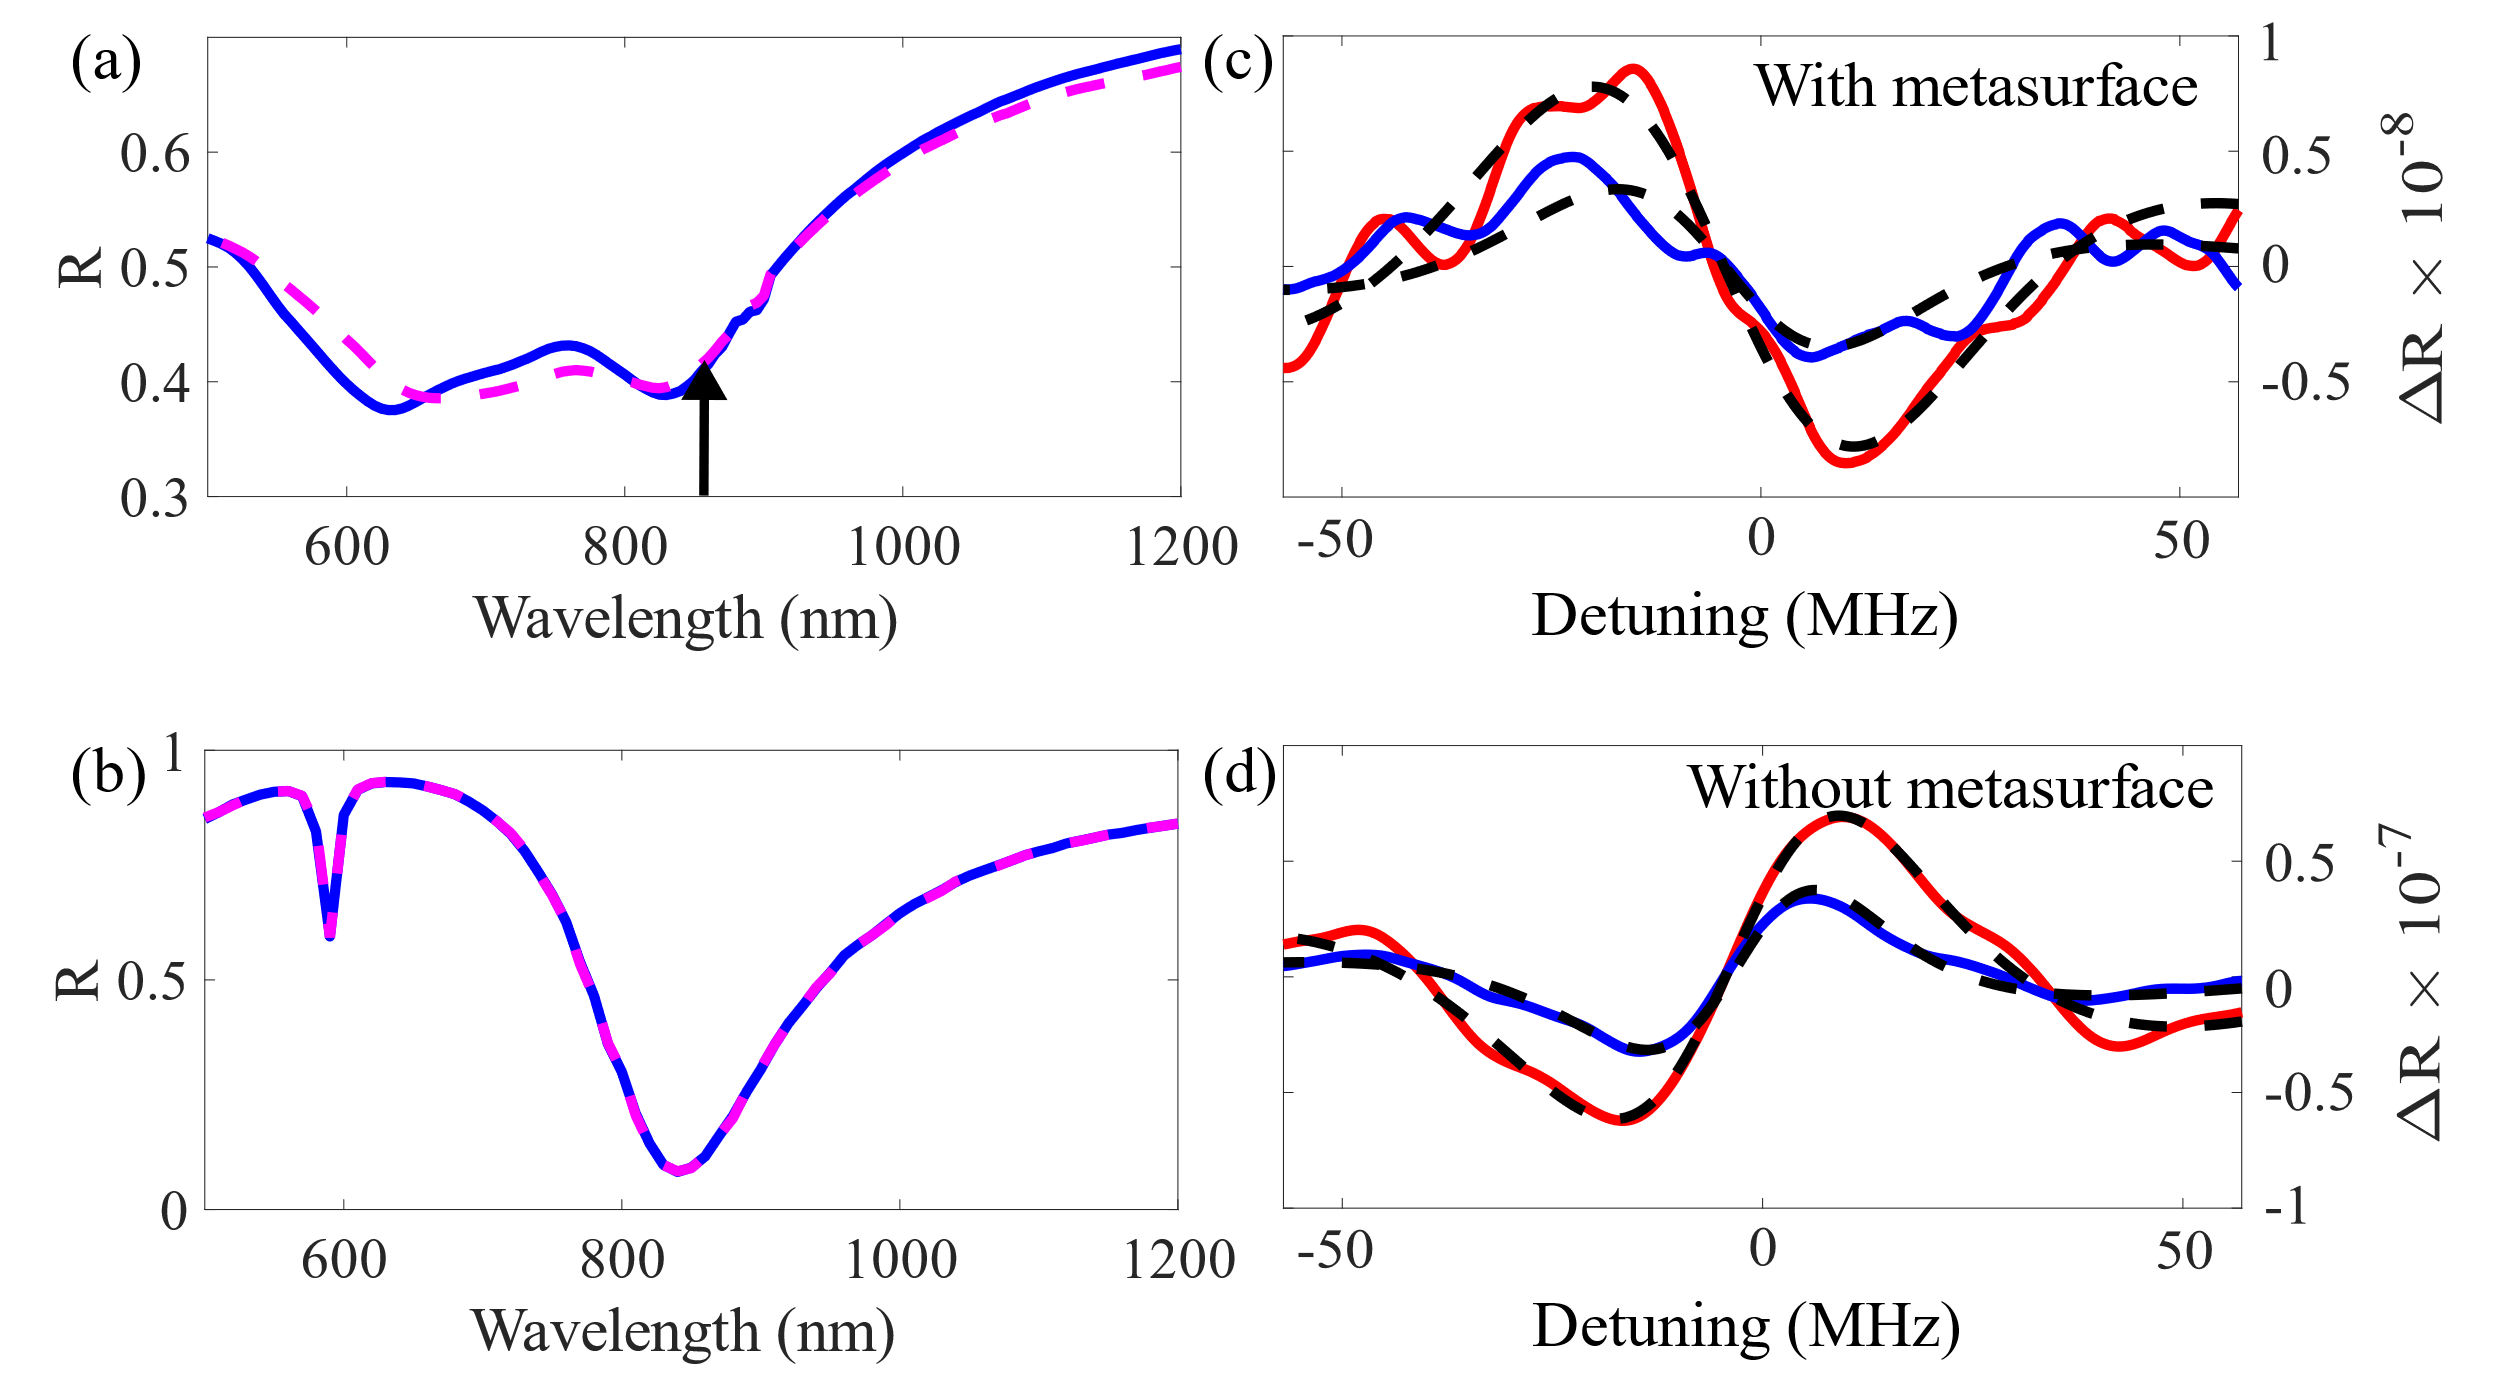 (a)
R
0.6
0.5
0.4
0.3
600 800 1000 1200
Wavelength (nm)
(c)
With metasurface
1
0.5
0
-0.5
ΔR × 10⁻⁸
-50 0 50
Detuning (MHz)
(b)
R
1
0.5
0
600 800 1000 1200
Wavelength (nm)
(d)
Without metasurface
0.5
0
-0.5
-1
ΔR × 10⁻⁷
-50 0 50
Detuning (MHz)